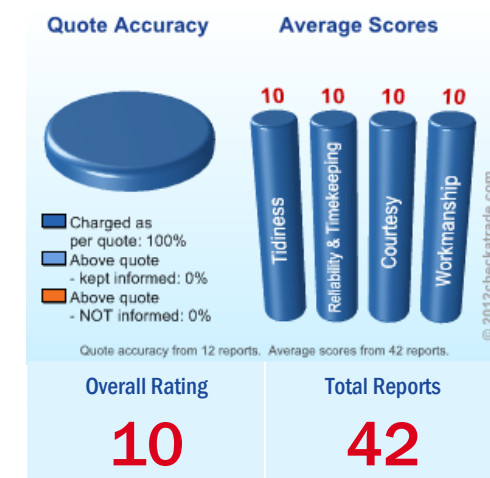 Quote Accuracy
Average Scores
10 10 10 10
Tidiness
Reliability & Timekeeping
Courtesy
Workmanship
Charged as
per quote: 100%
Above quote
- kept informed: 0%
Above quote
- NOT informed: 0%
© 2012checkatrade.com
Quote accuracy from 12 reports. Average scores from 42 reports.
Overall Rating
10
Total Reports
42